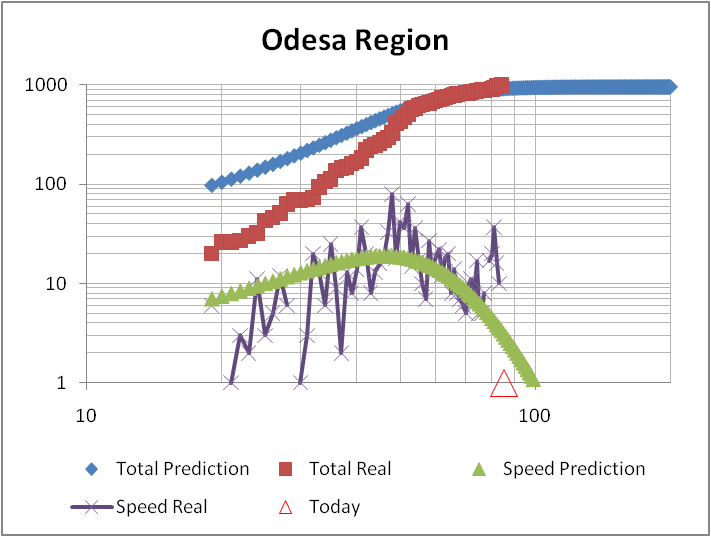 Odesa Region
1000
100
10
1
10 100
Total Prediction Total Real Speed Prediction
Speed Real Today